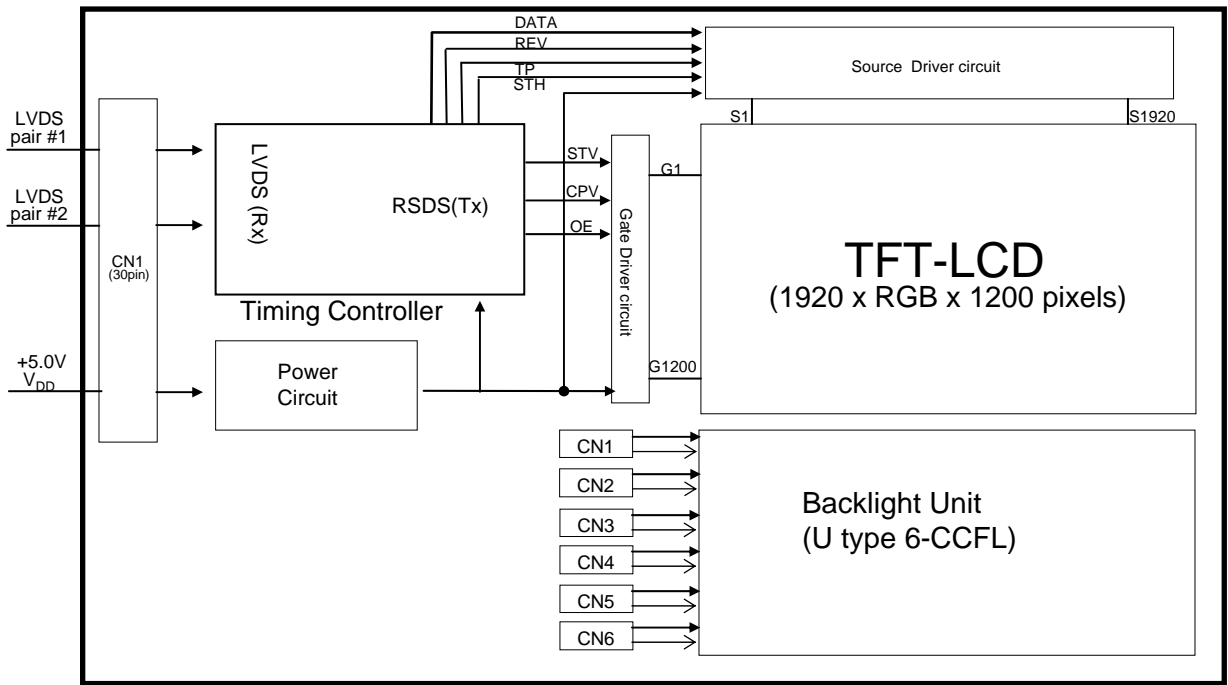 DATA
REV
TP
STH
Source Driver circuit
S1
S1920
LVDS
pair #1
LVDS
pair #2
CN1
(30pin)
LVDS (Rx)
RSDS(Tx)
Timing Controller
STV
CPV
OE
Gate Driver circuit
G1
G1200
TFT-LCD
(1920 x RGB x 1200 pixels)
+5.0V
VDD
Power
Circuit
CN1
CN2
CN3
CN4
CN5
CN6
Backlight Unit
(U type 6-CCFL)